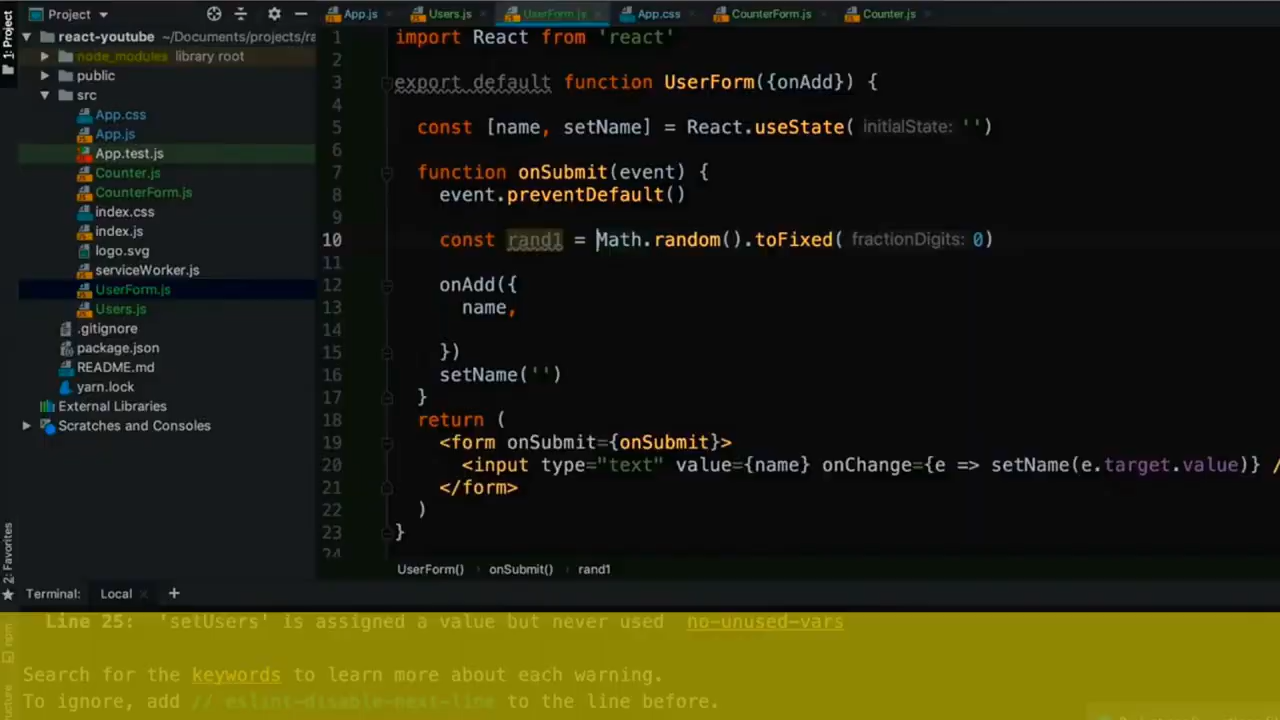 1: Project
Project
App.js
Users.js
UserForm.js
App.css
CounterForm.js
Counter.js
react-youtube ~/Documents/projects/ra
node_modules library root
public
src
App.css
App.js
App.test.js
Counter.js
CounterForm.js
index.css
index.js
logo.svg
serviceWorker.js
UserForm.js
Users.js
.gitignore
package.json
README.md
yarn.lock
External Libraries
Scratches and Consoles
1 import React from 'react'
2
3 export default function UserForm({onAdd}) {
4
5 const [name, setName] = React.useState( initialState: '')
6
7 function onSubmit(event) {
8 event.preventDefault()
9
10 const rand1 = Math.random().toFixed( fractionDigits: 0)
11
12 onAdd({
13 name,
14
15 })
16 setName('')
17 }
18 return (
19 <form onSubmit={onSubmit}>
20 <input type="text" value={name} onChange={e => setName(e.target.value)} /
21 </form>
22 )
23 }
24
UserForm() onSubmit() rand1
2: Favorites
Terminal: Local +
Line 25: 'setUsers' is assigned a value but never used no-unused-vars
npm
Search for the keywords to learn more about each warning.
To ignore, add // eslint-disable-next-line to the line before.